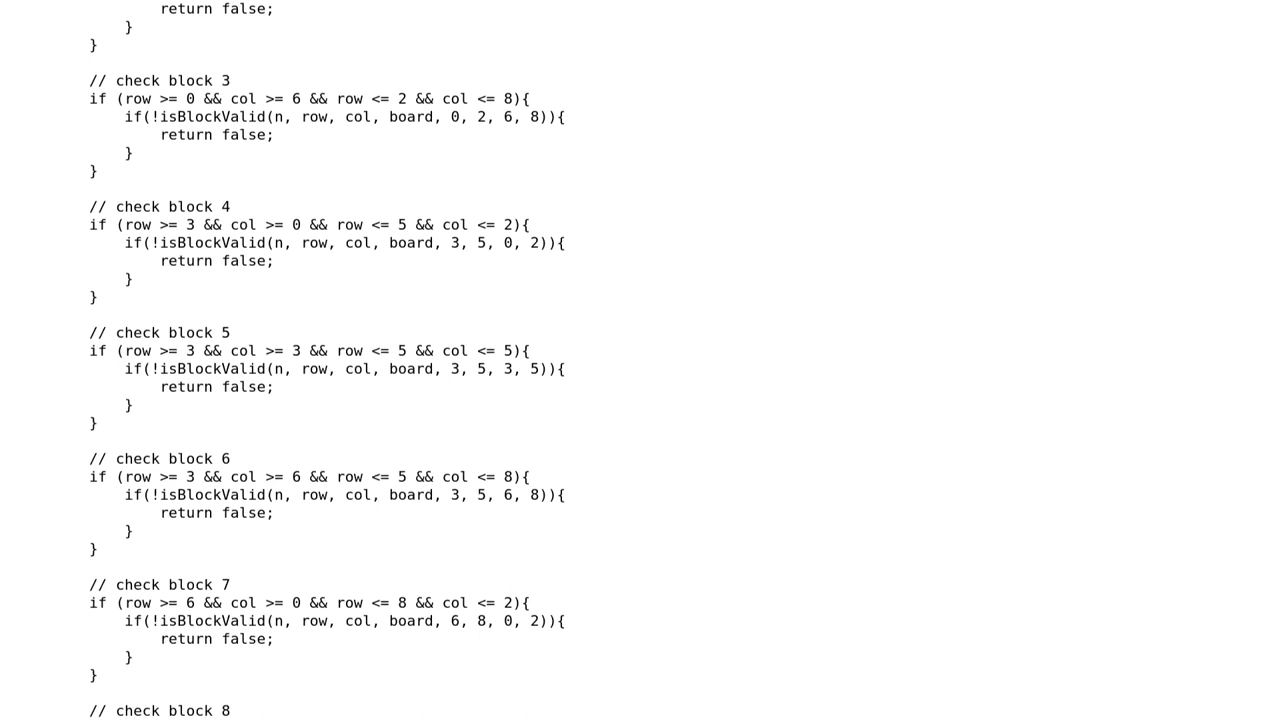 return false;
}
}
// check block 3
if (row >= 0 && col >= 6 && row <= 2 && col <= 8){
if(!isBlockValid(n, row, col, board, 0, 2, 6, 8)){
return false;
}
}
// check block 4
if (row >= 3 && col >= 0 && row <= 5 && col <= 2){
if(!isBlockValid(n, row, col, board, 3, 5, 0, 2)){
return false;
}
}
// check block 5
if (row >= 3 && col >= 3 && row <= 5 && col <= 5){
if(!isBlockValid(n, row, col, board, 3, 5, 3, 5)){
return false;
}
}
// check block 6
if (row >= 3 && col >= 6 && row <= 5 && col <= 8){
if(!isBlockValid(n, row, col, board, 3, 5, 6, 8)){
return false;
}
}
// check block 7
if (row >= 6 && col >= 0 && row <= 8 && col <= 2){
if(!isBlockValid(n, row, col, board, 6, 8, 0, 2)){
return false;
}
}
// check block 8